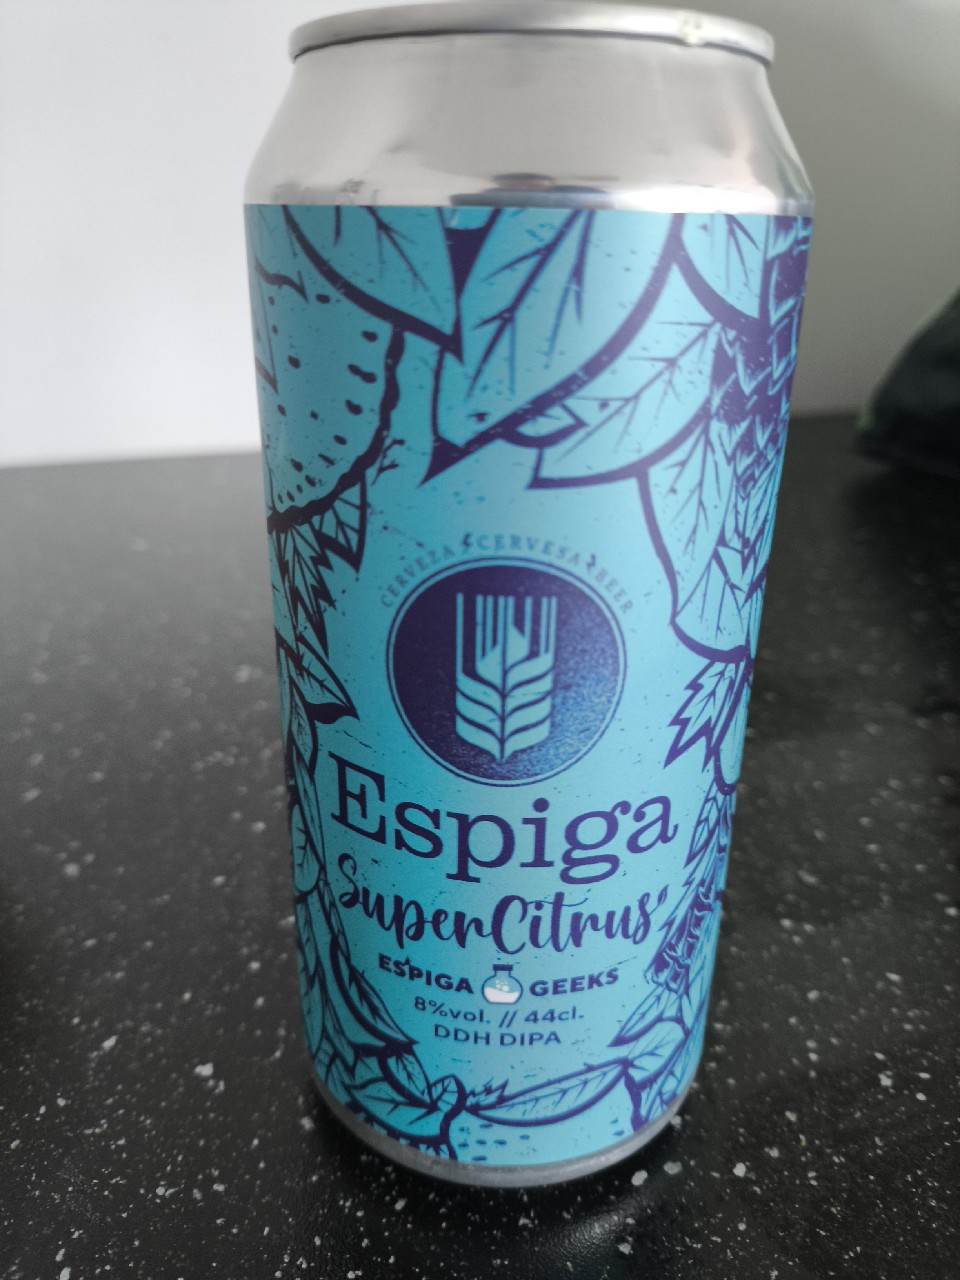 CERVEZA CERVESA BEER
Espiga
SuperCitrus
ESPIGA GEEKS
8%vol. // 44cl.
DDH DIPA